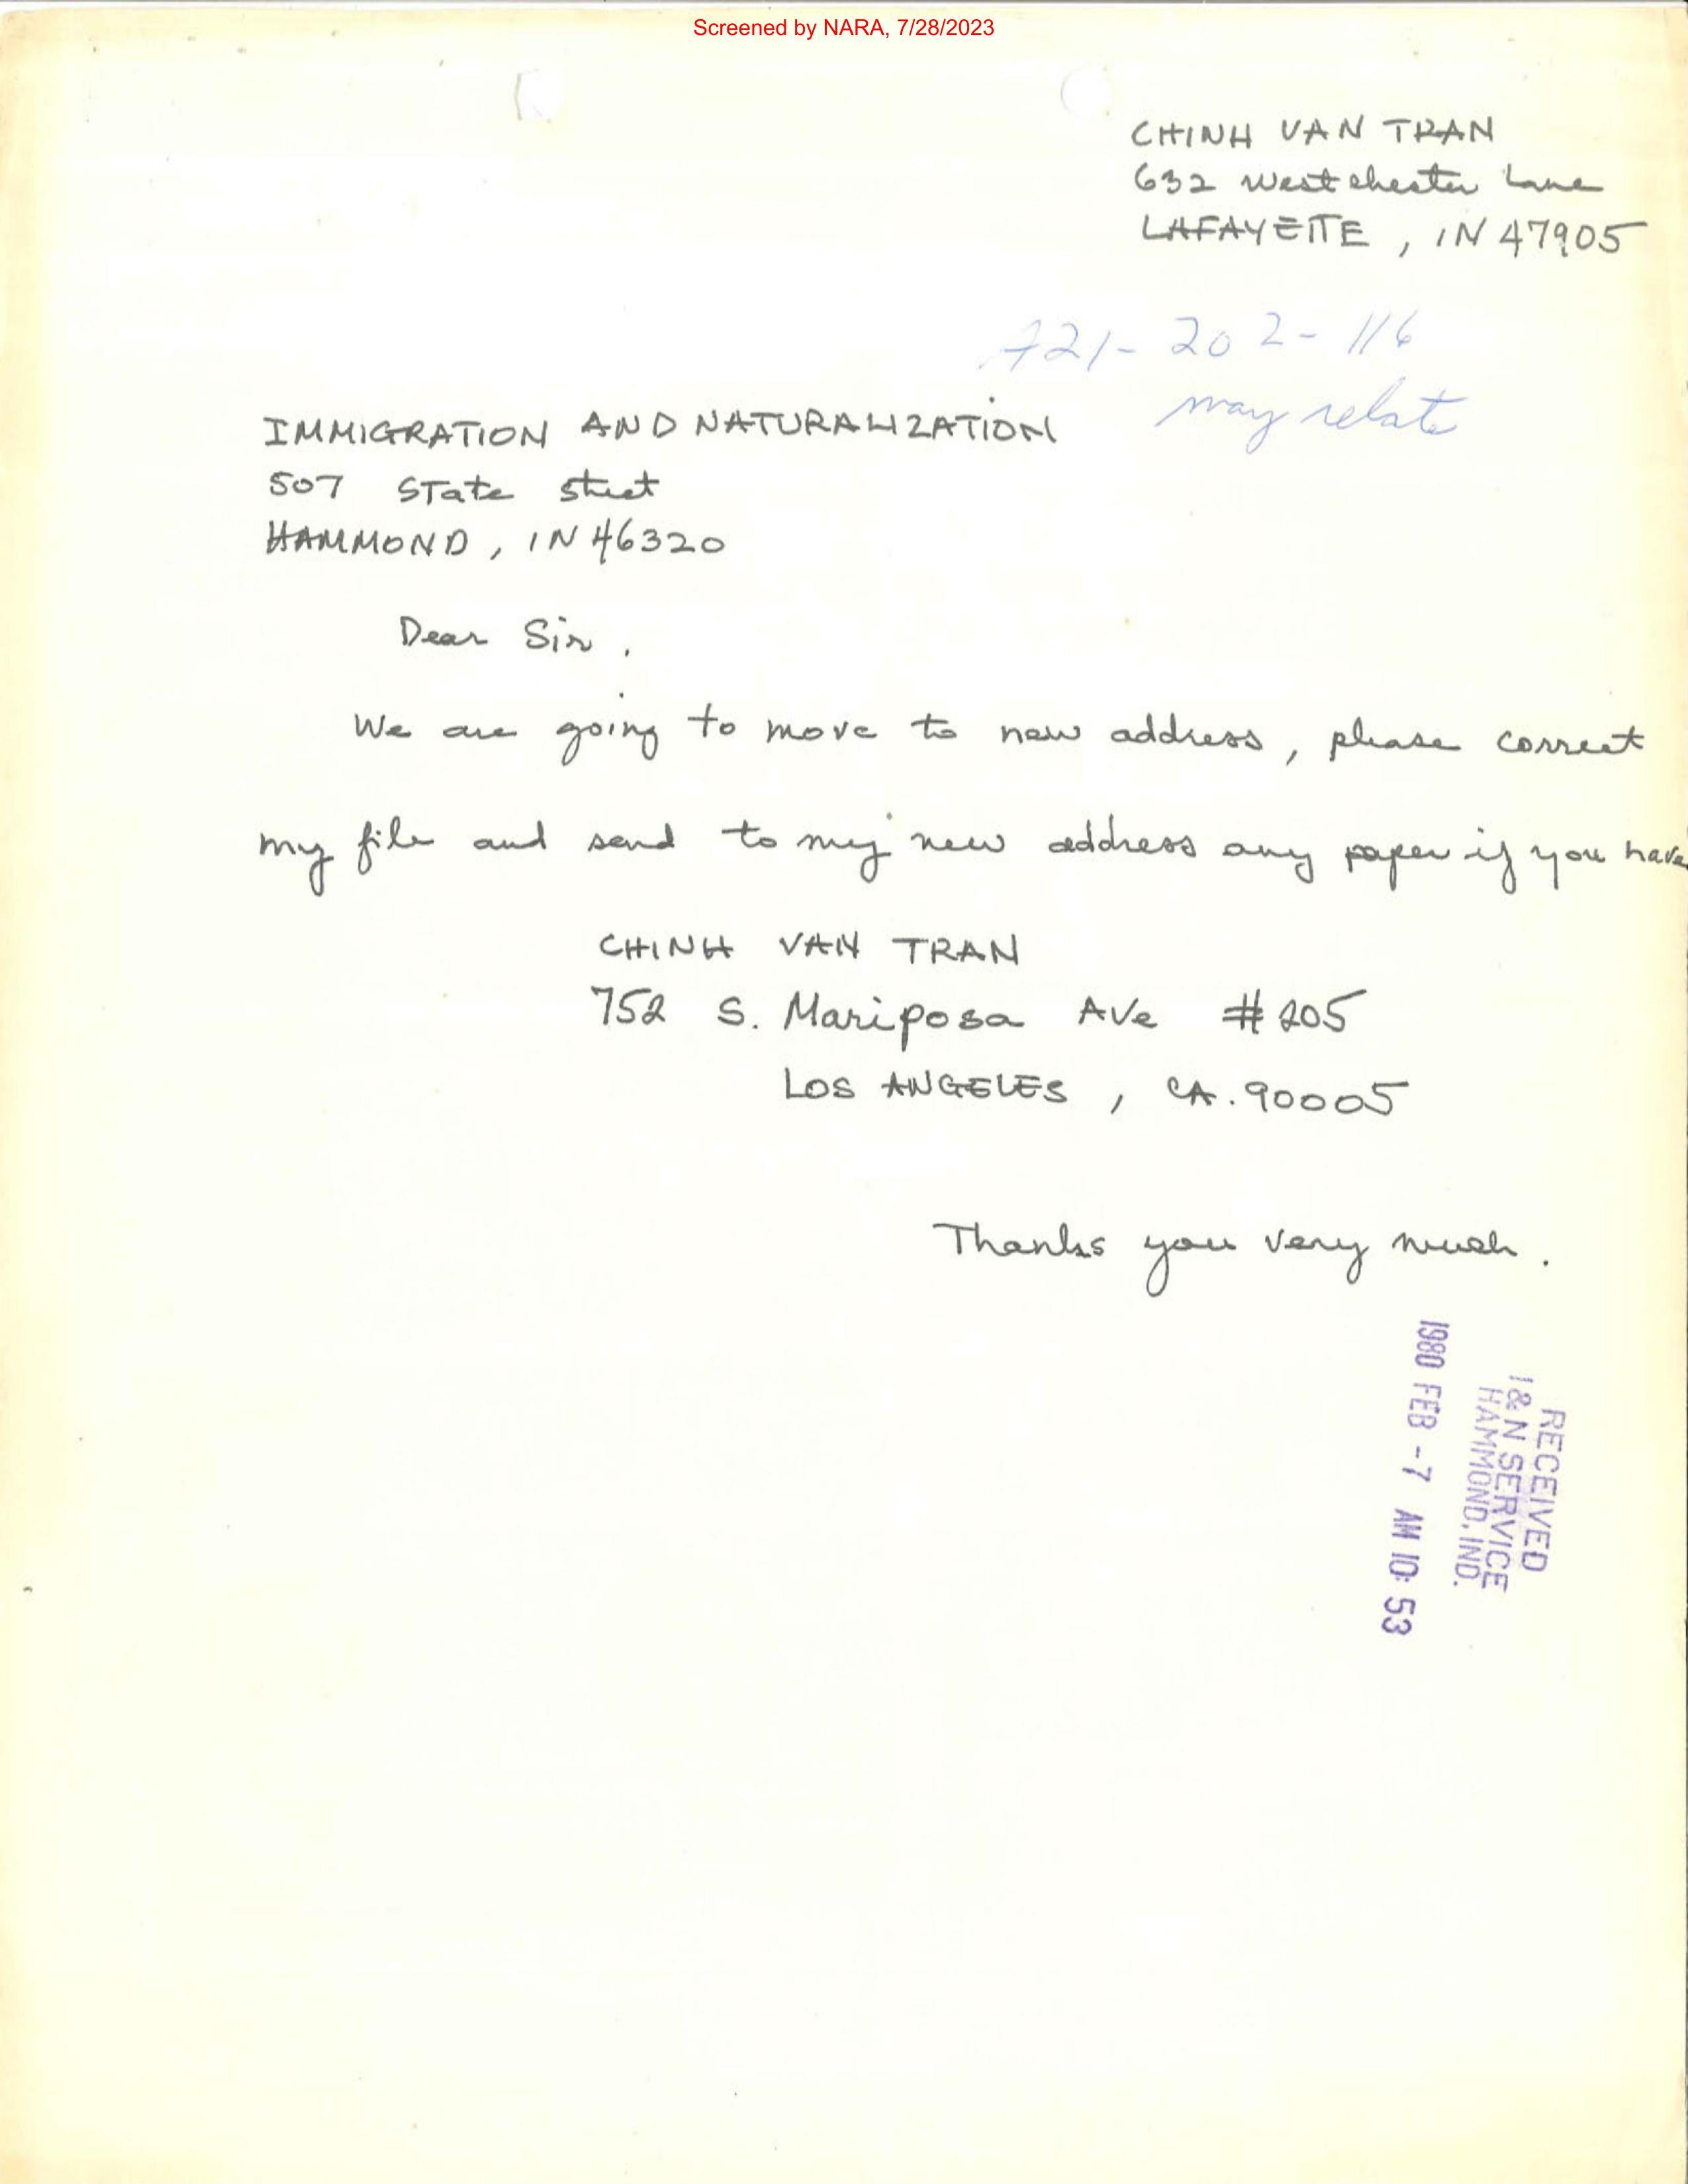 Screened by NARA, 7/28/2023
CHINH VAN TRAN
632 Westchester Lane
LAFAYETTE, IN 47905
A21-202-116
may relate
IMMIGRATION AND NATURALIZATION
507 STate street
HAMMOND, IN 46320
Dear Sir,
We are going to move to new address, please correct
my file and send to my new address any paper if you have
CHINH VAN TRAN
752 S. Mariposa Ave #205
LOS ANGELES, CA. 90005
Thanks you very much.
RECEIVED
I & N SERVICE
HAMMOND, IND.
1980 FEB -7 AM 10 53